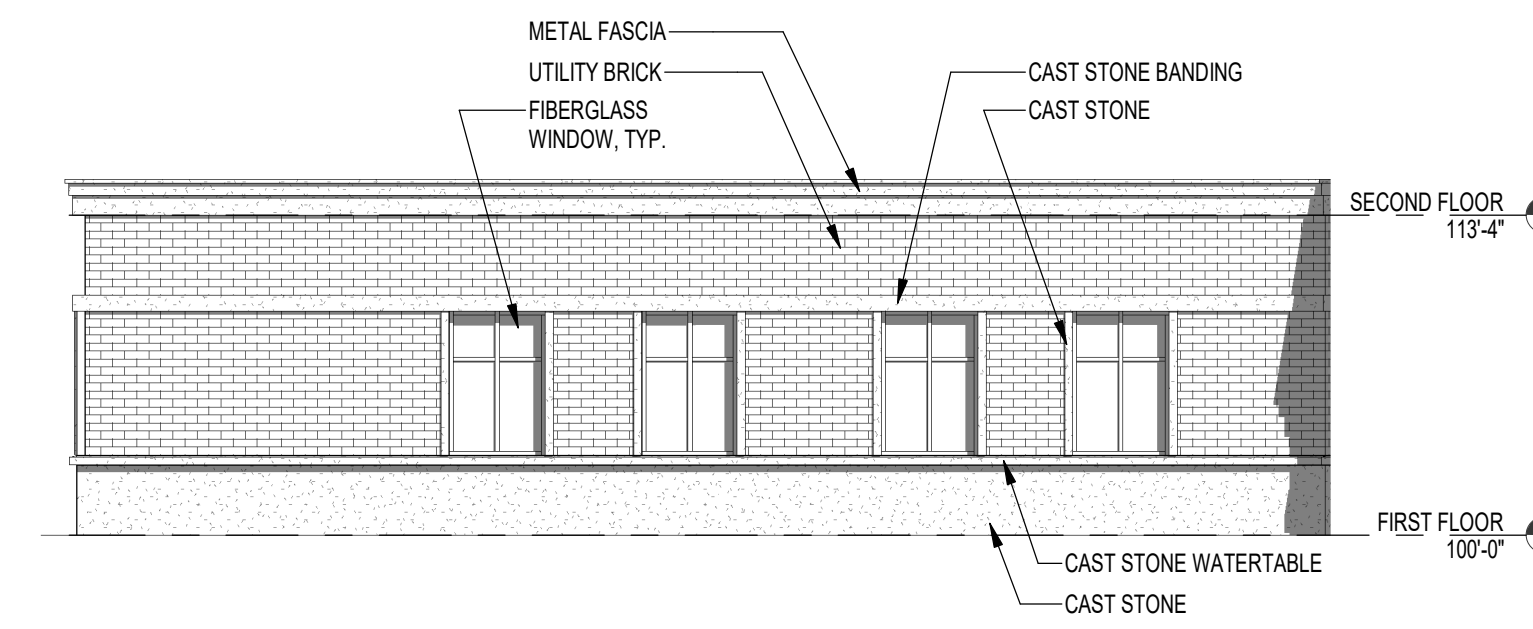 METAL FASCIA
UTILITY BRICK
FIBERGLASS
WINDOW, TYP.
CAST STONE BANDING
CAST STONE
SECOND FLOOR
113'-4"
FIRST FLOOR
100'-0"
CAST STONE WATERTABLE
CAST STONE